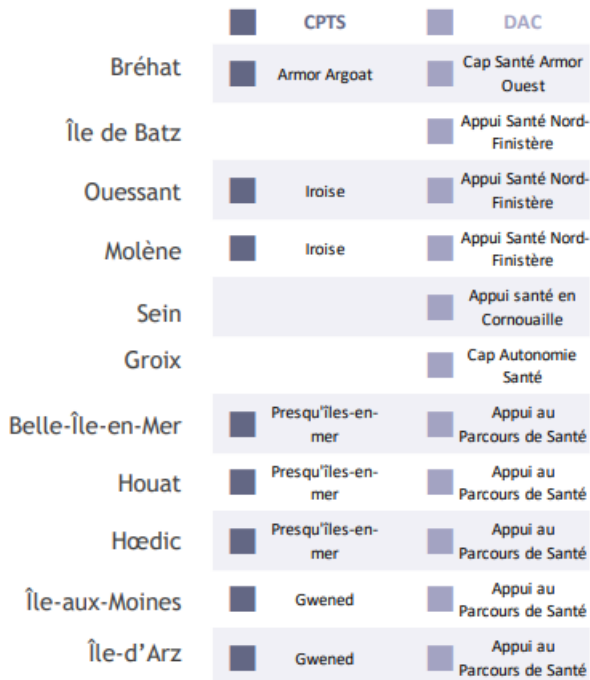 CPTS DAC
Bréhat Armor Argoat Cap Santé Armor
Ouest
Île de Batz Appui Santé Nord-
Finistère
Ouessant Iroise Appui Santé Nord-
Finistère
Molène Iroise Appui Santé Nord-
Finistère
Sein Appui santé en
Cornouaille
Groix Cap Autonomie
Santé
Belle-Île-en-Mer Presqu'îles-en-
mer Appui au
Parcours de Santé
Houat Presqu'îles-en-
mer Appui au
Parcours de Santé
Hœdic Presqu'îles-en-
mer Appui au
Parcours de Santé
Île-aux-Moines Gwened Appui au
Parcours de Santé
Île-d'Arz Gwened Appui au
Parcours de Santé